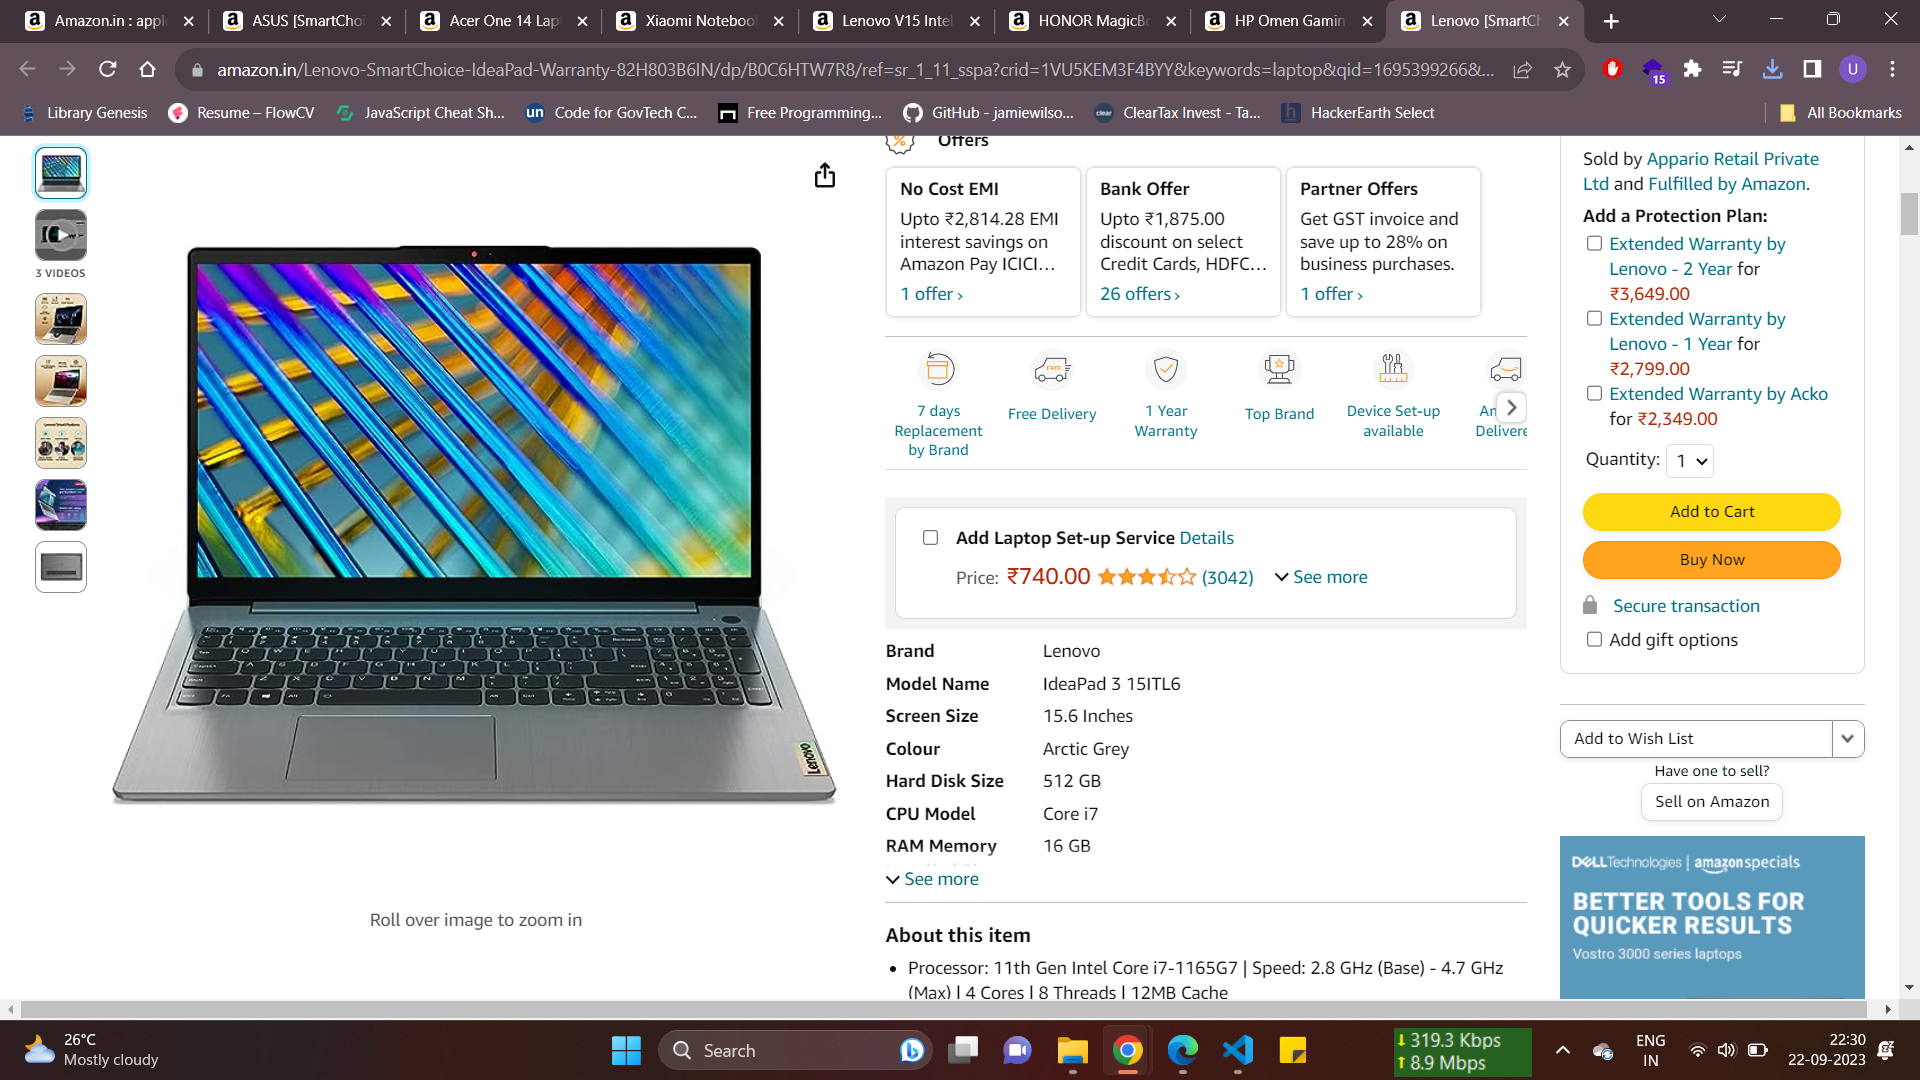 Amazon.in : appl
ASUS [SmartChoi
Acer One 14 Lap
Xiaomi Notebool
Lenovo V15 Intel
HONOR MagicB
HP Omen Gamin
Lenovo [SmartCh
amazon.in/Lenovo-SmartChoice-IdeaPad-Warranty-82H803B6IN/dp/B0C6HTW7R8/ref=sr_1_11_sspa?crid=1VU5KEM3F4BYY&keywords=laptop&qid=1695399266&...
15
U
Library Genesis
Resume – FlowCV
JavaScript Cheat Sh...
un Code for GovTech C...
Free Programming...
GitHub - jamiewilso...
clear ClearTax Invest - Ta...
h HackerEarth Select
All Bookmarks
3 VIDEOS
Lenovo
Roll over image to zoom in
Offers
No Cost EMI
Upto ₹2,814.28 EMI
interest savings on
Amazon Pay ICICI…
1 offer ›
Bank Offer
Upto ₹1,875.00
discount on select
Credit Cards, HDFC…
26 offers ›
Partner Offers
Get GST invoice and
save up to 28% on
business purchases.
1 offer ›
7 days
Replacement
by Brand
FREE
Free Delivery
1 Year
Warranty
Top Brand
Device Set-up
available
Delivere
Add Laptop Set-up Service Details
Price: ₹740.00 (3042) See more
Brand Lenovo
Model Name IdeaPad 3 15ITL6
Screen Size 15.6 Inches
Colour Arctic Grey
Hard Disk Size 512 GB
CPU Model Core i7
RAM Memory 16 GB
See more
About this item
Processor: 11th Gen Intel Core i7-1165G7 | Speed: 2.8 GHz (Base) - 4.7 GHz
(Max) | 4 Cores | 8 Threads | 12MB Cache
Sold by Appario Retail Private
Ltd and Fulfilled by Amazon.
Add a Protection Plan:
Extended Warranty by
Lenovo - 2 Year for
₹3,649.00
Extended Warranty by
Lenovo - 1 Year for
₹2,799.00
Extended Warranty by Acko
for ₹2,349.00
Quantity: 1
Add to Cart
Buy Now
Secure transaction
Add gift options
Add to Wish List
Have one to sell?
Sell on Amazon
DELLTechnologies | amazonspecials
BETTER TOOLS FOR
QUICKER RESULTS
Vostro 3000 series laptops
26°C
Mostly cloudy
Search
319.3 Kbps
8.9 Mbps
ENG
IN
22:30
22-09-2023